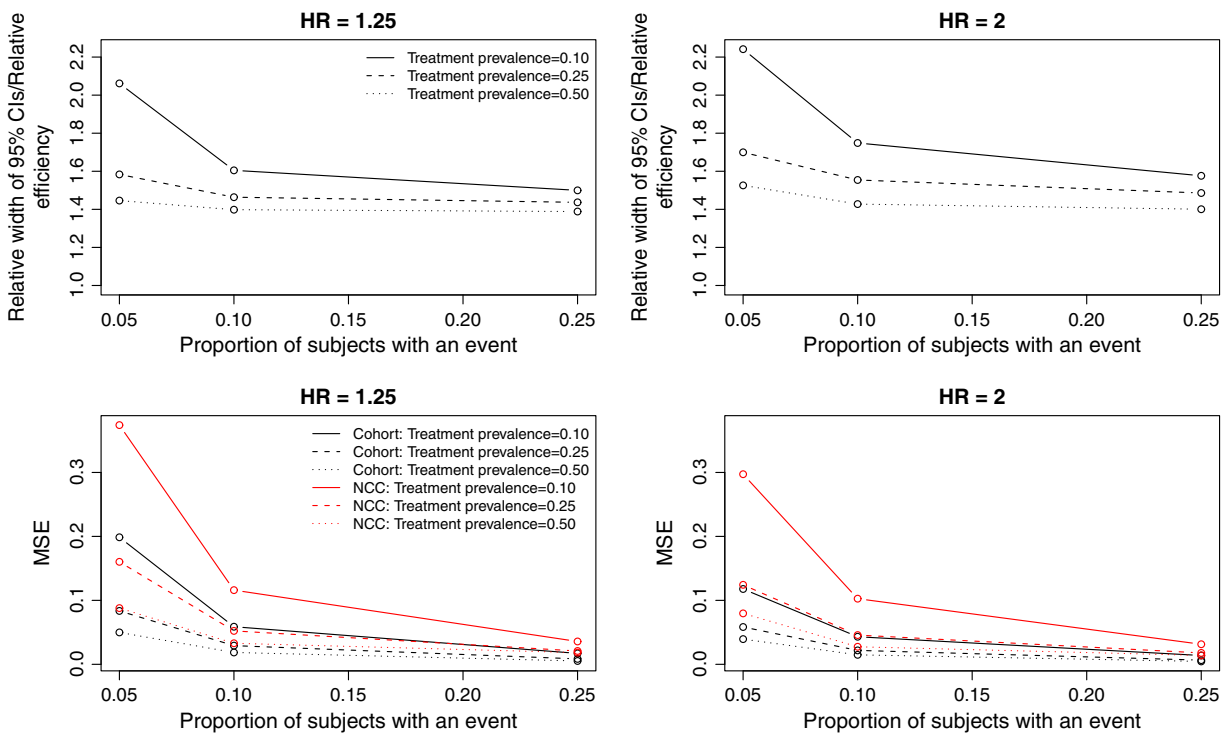 HR = 1.25
Relative width of 95% CIs/Relative
efficiency
2.2
2.0
1.8
1.6
1.4
1.2
1.0
Treatment prevalence=0.10
Treatment prevalence=0.25
Treatment prevalence=0.50
0.05 0.10 0.15 0.20 0.25
Proportion of subjects with an event
HR = 2
Relative width of 95% CIs/Relative
efficiency
2.2
2.0
1.8
1.6
1.4
1.2
1.0
0.05 0.10 0.15 0.20 0.25
Proportion of subjects with an event
HR = 1.25
MSE
0.3
0.2
0.1
0.0
Cohort: Treatment prevalence=0.10
Cohort: Treatment prevalence=0.25
Cohort: Treatment prevalence=0.50
NCC: Treatment prevalence=0.10
NCC: Treatment prevalence=0.25
NCC: Treatment prevalence=0.50
0.05 0.10 0.15 0.20 0.25
Proportion of subjects with an event
HR = 2
MSE
0.3
0.2
0.1
0.0
0.05 0.10 0.15 0.20 0.25
Proportion of subjects with an event